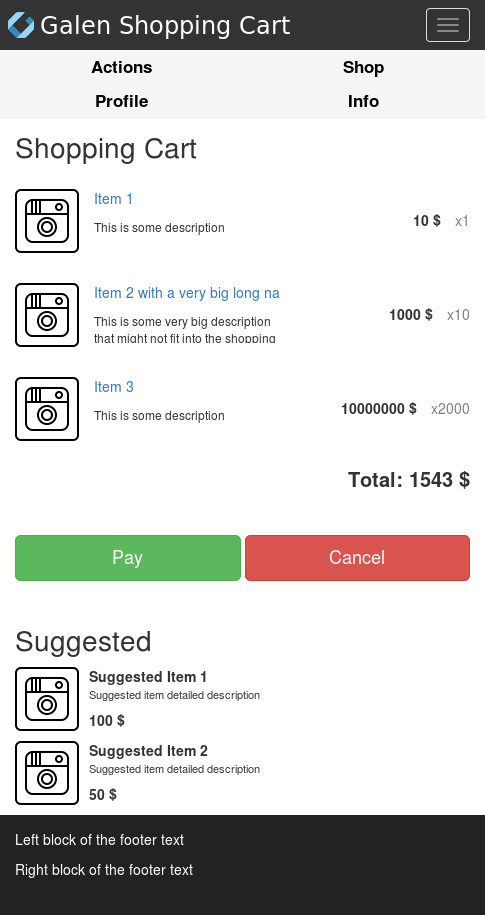 Galen Shopping Cart
Actions
Shop
Profile
Info
Shopping Cart
Item 1
This is some description
10 $ x1
Item 2 with a very big long na
This is some very big description
that might not fit into the shopping
1000 $ x10
Item 3
This is some description
10000000 $ x2000
Total: 1543 $
Pay
Cancel
Suggested
Suggested Item 1
Suggested item detailed description
100 $
Suggested Item 2
Suggested item detailed description
50 $
Left block of the footer text
Right block of the footer text